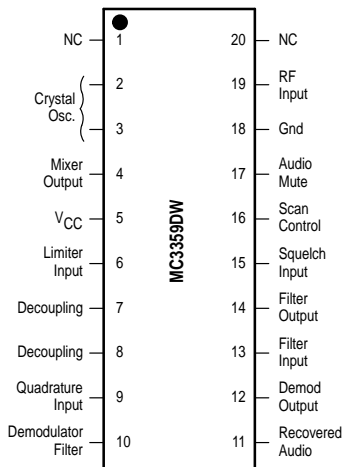 NC 1 20 NC
Crystal Osc. 2 19 RF Input
3 18 Gnd
Mixer Output 4 17 Audio Mute
VCC 5 16 Scan Control
Limiter Input 6 15 Squelch Input
Decoupling 7 14 Filter Output
Decoupling 8 13 Filter Input
Quadrature Input 9 12 Demod Output
Demodulator Filter 10 11 Recovered Audio
MC3359DW